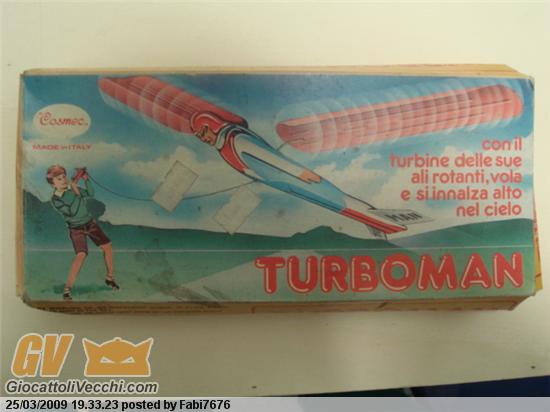 Cosmec
MADE IN ITALY
con il
turbine delle sue
ali rotanti, vola
e si innalza alto
nel cielo
TURBOMAN
GV
GiocattoliVecchi.com
25/03/2009 19.33.23 posted by Fabi7676